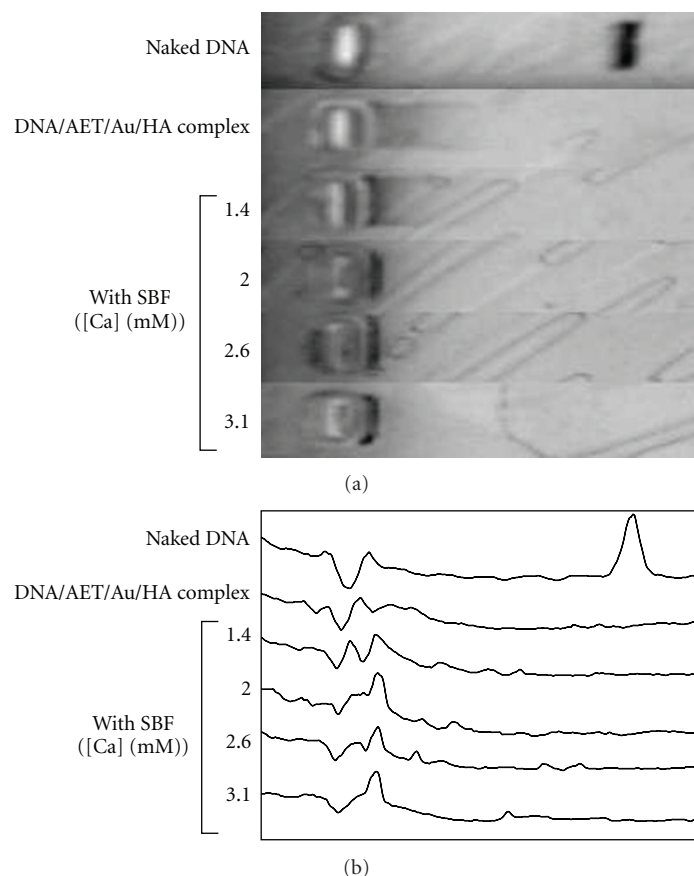 Naked DNA
DNA/AET/Au/HA complex
1.4
2
With SBF
([Ca] (mM))
2.6
3.1
(a)
Naked DNA
DNA/AET/Au/HA complex
1.4
2
With SBF
([Ca] (mM))
2.6
3.1
(b)